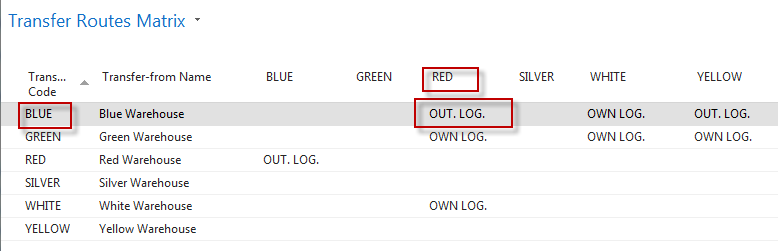 Transfer Routes Matrix
Trans... Code Transfer-from Name BLUE GREEN RED SILVER WHITE YELLOW
BLUE Blue Warehouse OUT. LOG. OWN LOG. OUT. LOG.
GREEN Green Warehouse OWN LOG. OWN LOG. OWN LOG.
RED Red Warehouse OUT. LOG.
SILVER Silver Warehouse
WHITE White Warehouse OWN LOG.
YELLOW Yellow Warehouse